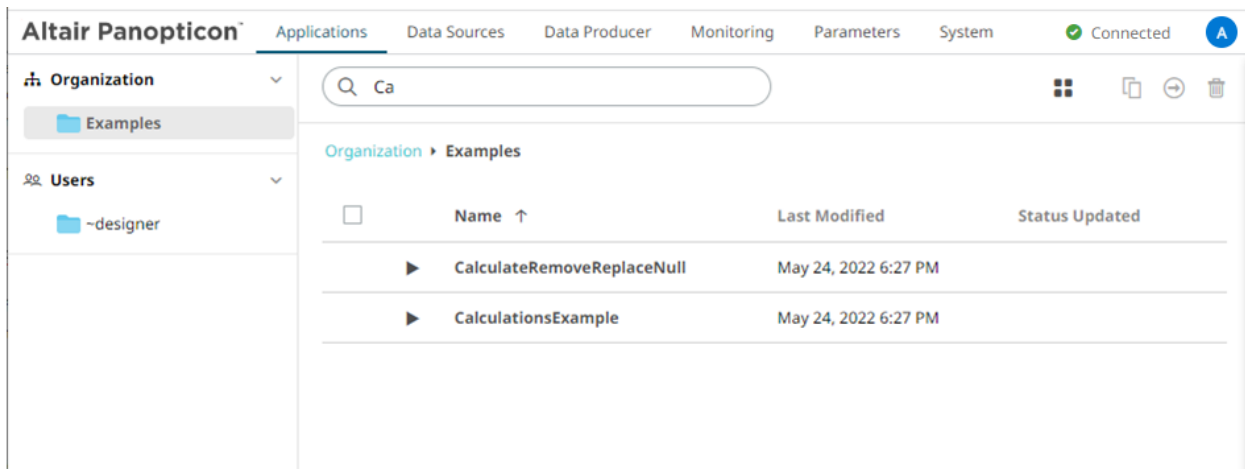 Altair Panopticon™ Applications Data Sources Data Producer Monitoring Parameters System Connected A
Organization
Examples
Users
~designer
Ca
Organization ▸ Examples
Name ↑ Last Modified Status Updated
▶ CalculateRemoveReplaceNull May 24, 2022 6:27 PM
▶ CalculationsExample May 24, 2022 6:27 PM